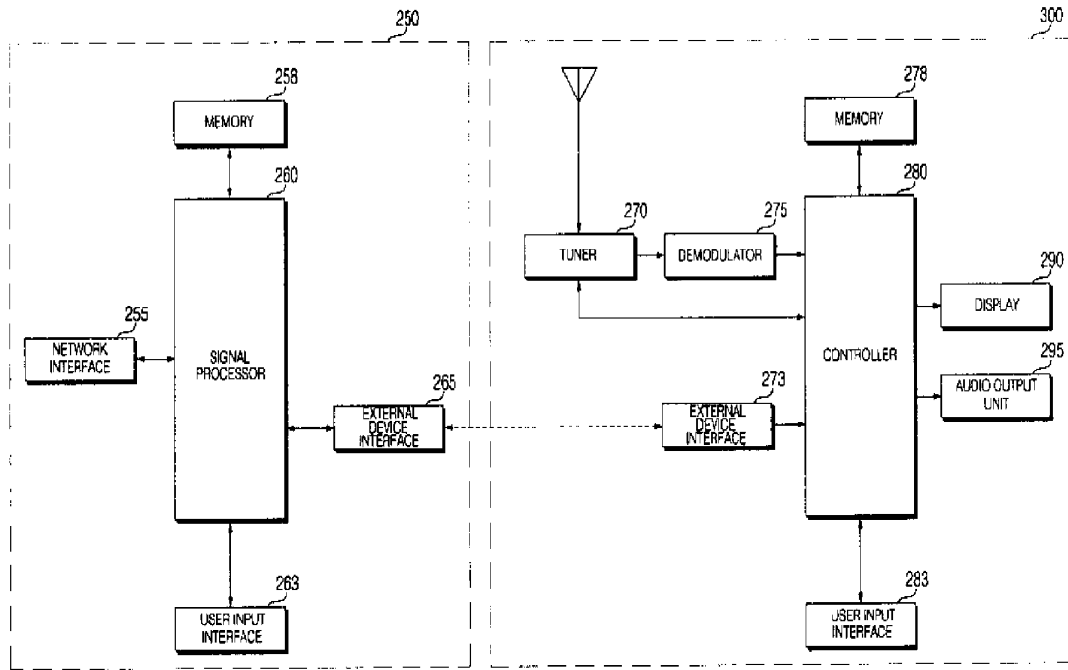 250
258
MEMORY
260
SIGNAL
PROCESSOR
255
NETWORK
INTERFACE
265
EXTERNAL
DEVICE
INTERFACE
263
USER INPUT
INTERFACE
300
278
MEMORY
280
CONTROLLER
270
TUNER
275
DEMODULATOR
290
DISPLAY
295
AUDIO OUTPUT
UNIT
273
EXTERNAL
DEVICE
INTERFACE
283
USER INPUT
INTERFACE